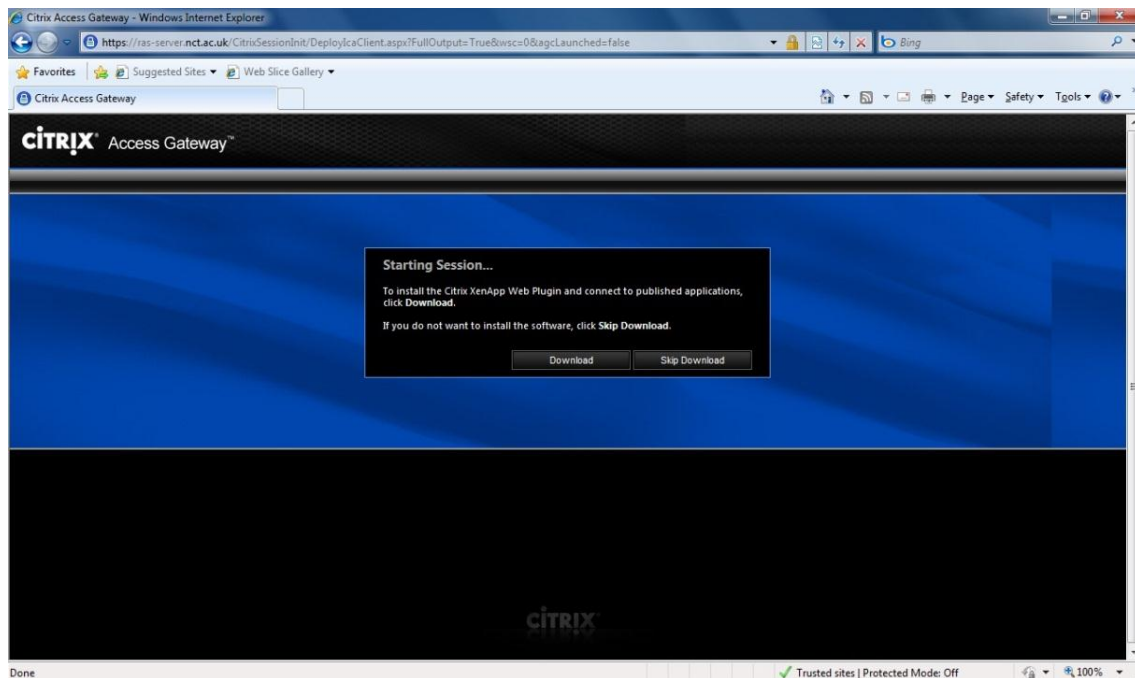 Citrix Access Gateway - Windows Internet Explorer
https://ras-server.nct.ac.uk/CitrixSessionInit/DeployIcaClient.aspx?FullOutput=True&wsc=0&agcLaunched=false
Bing
Favorites Suggested Sites Web Slice Gallery
Citrix Access Gateway Page Safety Tools
CITRIX Access Gateway™
Starting Session...
To install the Citrix XenApp Web Plugin and connect to published applications,
click Download.
If you do not want to install the software, click Skip Download.
Download Skip Download
CITRIX
Done Trusted sites | Protected Mode: Off 100%